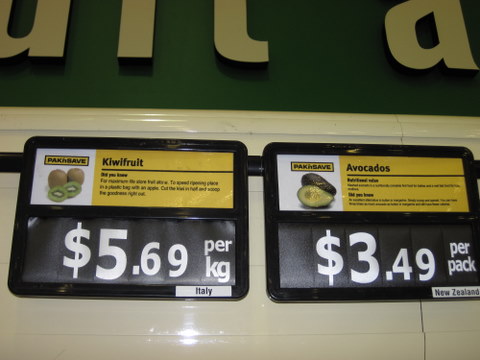 uit a
PAK'nSAVE
Kiwifruit
Did you know
For maximum life store fruit alone. To speed ripening place
in a plastic bag with an apple. Cut the fruit in half and scoop
the goodness right out.
$5.69 per kg
Italy
PAK'nSAVE
Avocados
Nutritional value
Did you know
$3.49 per pack
New Zealand